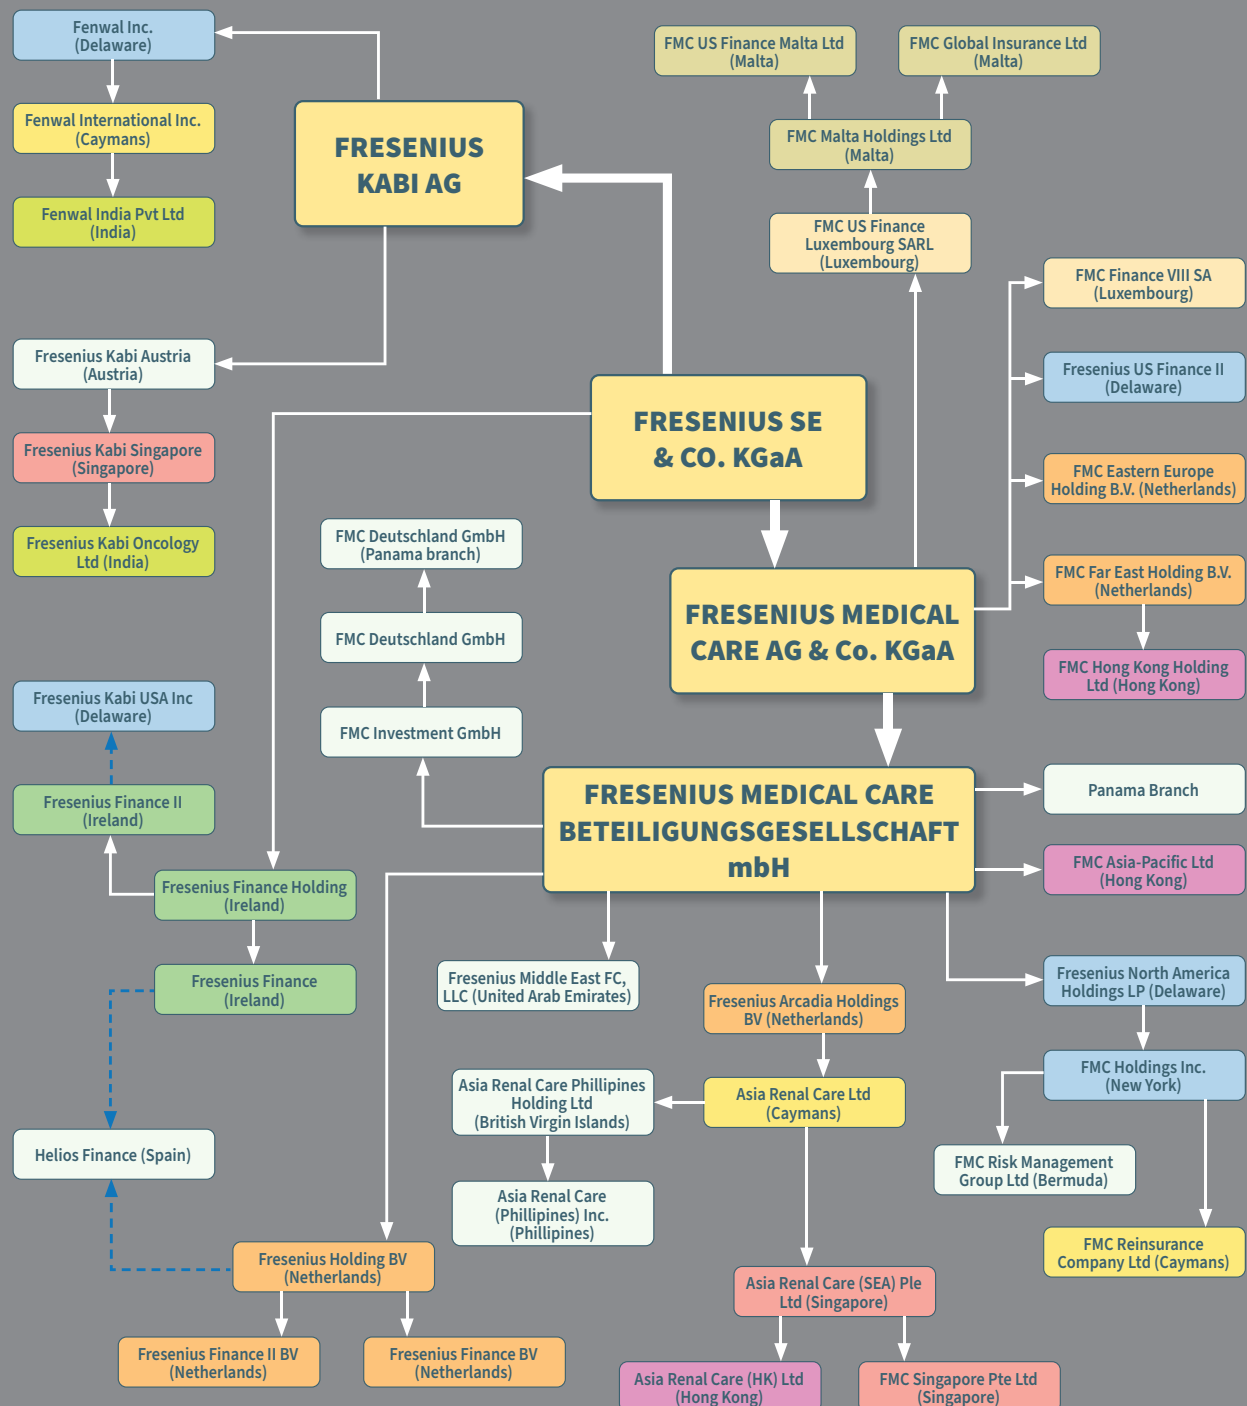 Fenwal Inc.
(Delaware)
Fenwal International Inc.
(Caymans)
Fenwal India Pvt Ltd
(India)
FRESENIUS
KABI AG
FMC US Finance Malta Ltd
(Malta)
FMC Global Insurance Ltd
(Malta)
FMC Malta Holdings Ltd
(Malta)
FMC US Finance
Luxembourg SARL
(Luxembourg)
FMC Finance VIII SA
(Luxembourg)
Fresenius US Finance II
(Delaware)
FMC Eastern Europe
Holding B.V. (Netherlands)
FMC Far East Holding B.V.
(Netherlands)
FMC Hong Kong Holding
Ltd (Hong Kong)
Fresenius Kabi Austria
(Austria)
Fresenius Kabi Singapore
(Singapore)
Fresenius Kabi Oncology
Ltd (India)
FRESENIUS SE
& CO. KGaA
FRESENIUS MEDICAL
CARE AG & Co. KGaA
FMC Deutschland GmbH
(Panama branch)
FMC Deutschland GmbH
FMC Investment GmbH
Fresenius Kabi USA Inc
(Delaware)
Fresenius Finance II
(Ireland)
Fresenius Finance Holding
(Ireland)
Fresenius Finance
(Ireland)
FRESENIUS MEDICAL CARE
BETEILIGUNGSGESELLSCHAFT
mbH
Panama Branch
FMC Asia-Pacific Ltd
(Hong Kong)
Fresenius Middle East FC,
LLC (United Arab Emirates)
Fresenius Arcadia Holdings
BV (Netherlands)
Fresenius North America
Holdings LP (Delaware)
FMC Holdings Inc.
(New York)
Asia Renal Care Phillipines
Holding Ltd
(British Virgin Islands)
Asia Renal Care Ltd
(Caymans)
Helios Finance (Spain)
FMC Risk Management
Group Ltd (Bermuda)
Asia Renal Care
(Phillipines) Inc.
(Phillipines)
FMC Reinsurance
Company Ltd (Caymans)
Fresenius Holding BV
(Netherlands)
Asia Renal Care (SEA) Ple
Ltd (Singapore)
Fresenius Finance II BV
(Netherlands)
Fresenius Finance BV
(Netherlands)
Asia Renal Care (HK) Ltd
(Hong Kong)
FMC Singapore Pte Ltd
(Singapore)